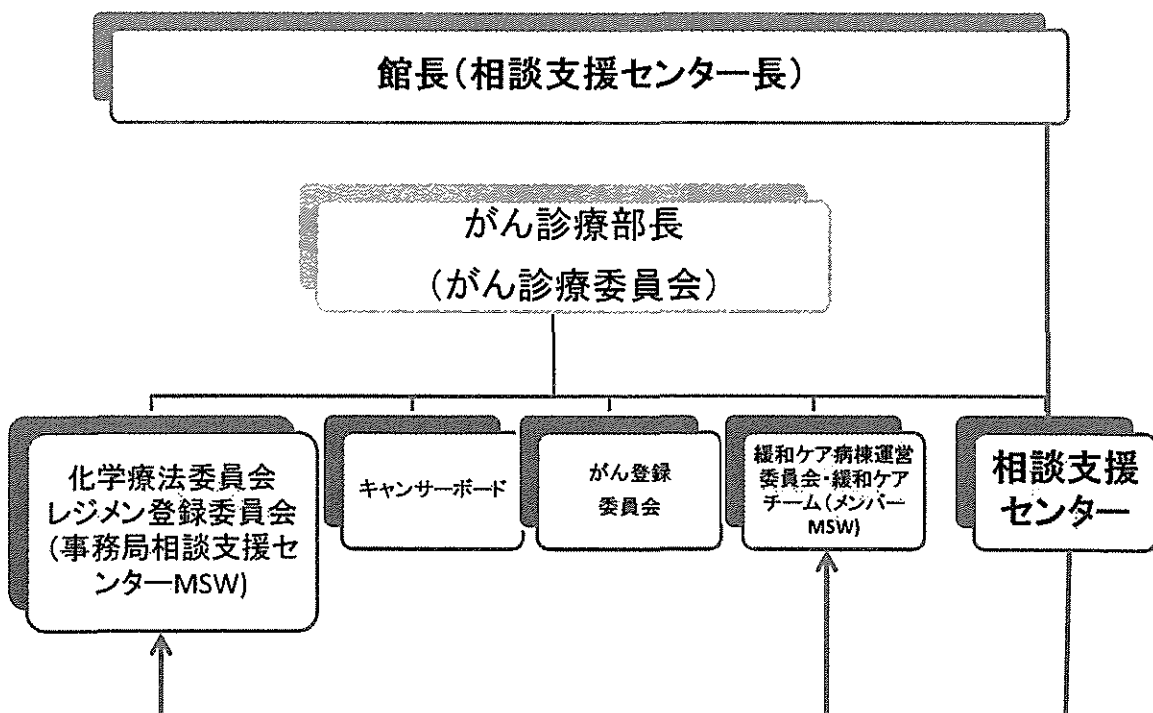 館長（相談支援センター長）
がん診療部長
（がん診療委員会）
化学療法委員会
レジメン登録委員会
（事務局相談支援セ
ンターMSW)
キャンサーボード
がん登録
委員会
緩和ケア病棟運営
委員会・緩和ケア
チーム（メンバー
MSW)
相談支援
センター